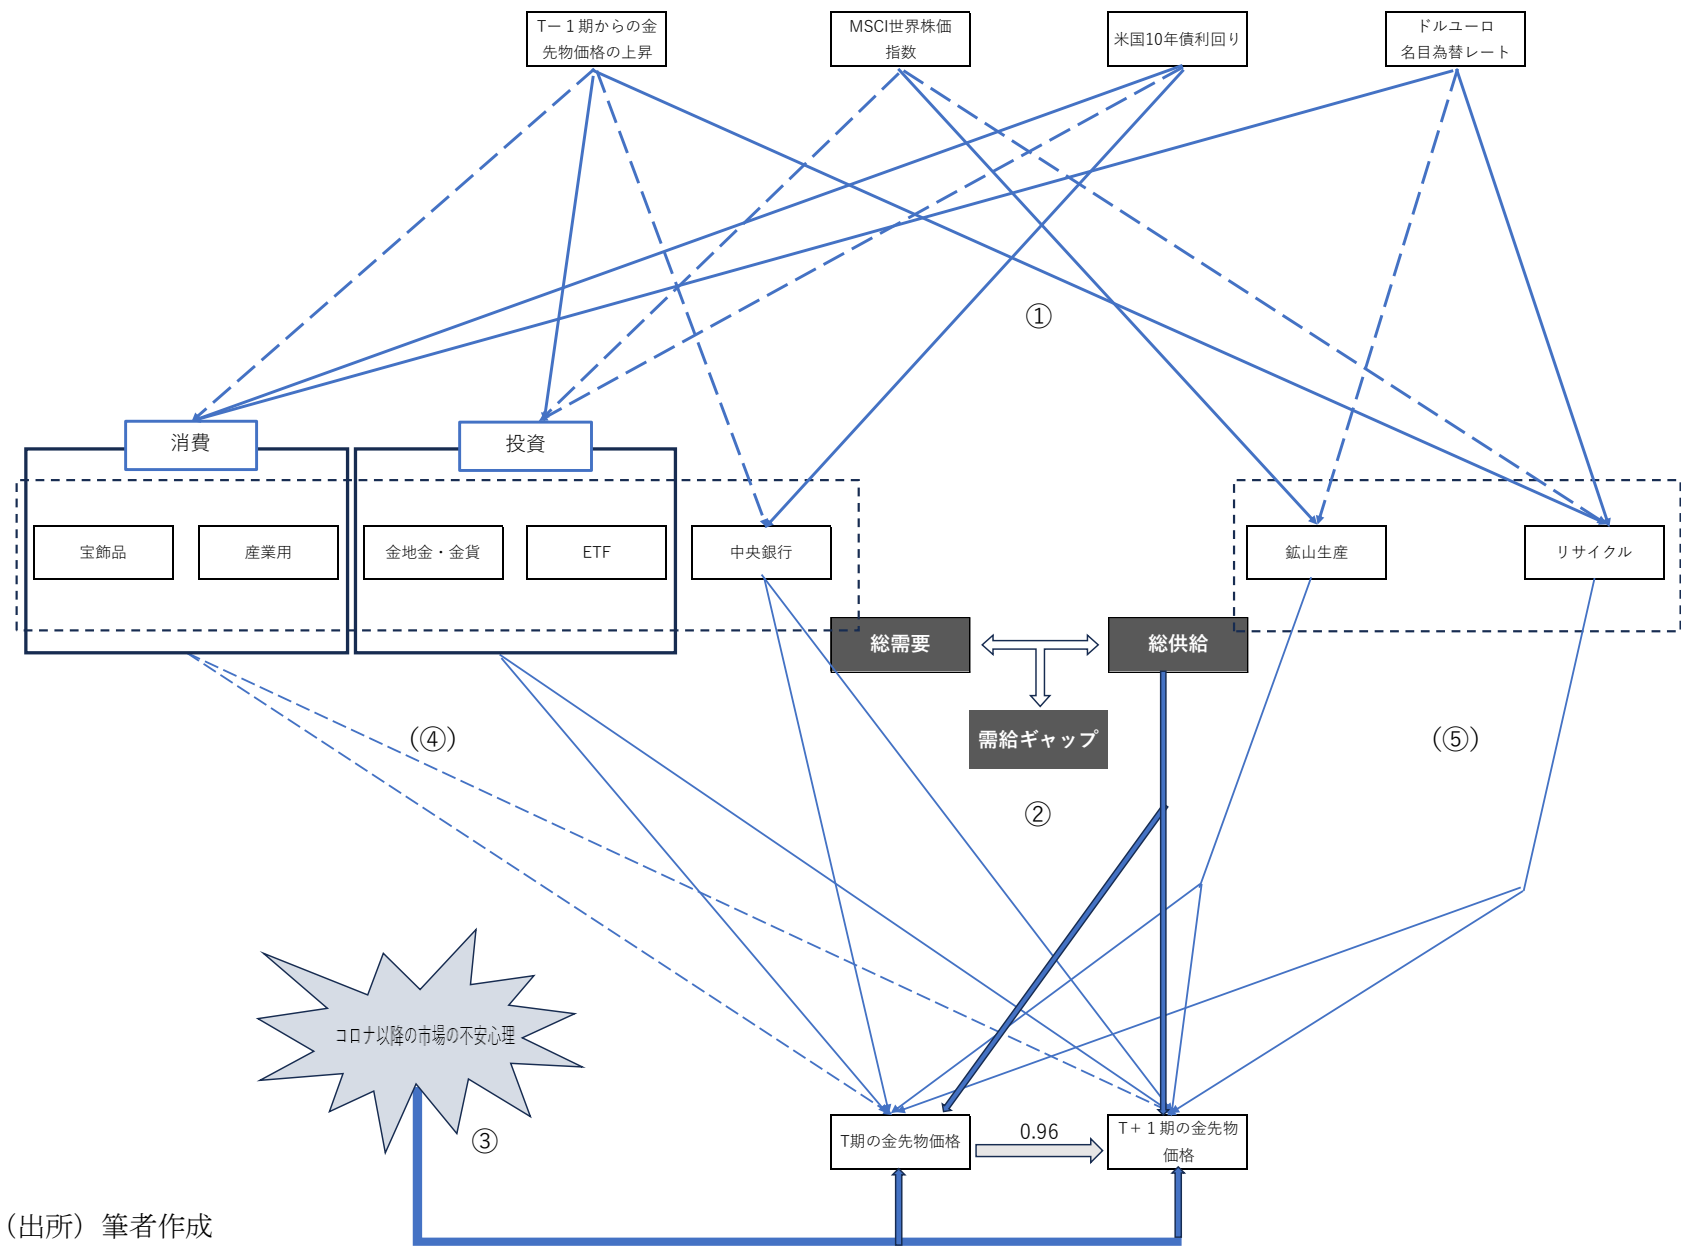 Tー１期からの金
先物価格の上昇
MSCI世界株価
指数
米国10年債利回り
ドルユーロ
名目為替レート
①
消費
投資
宝飾品
産業用
金地金・金貨
ETF
中央銀行
鉱山生産
リサイクル
総需要
総供給
需給ギャップ
（④）
（⑤）
②
コロナ以降の市場の不安心理
③
T期の金先物価格
0.96
T+１期の金先物
価格
（出所）筆者作成